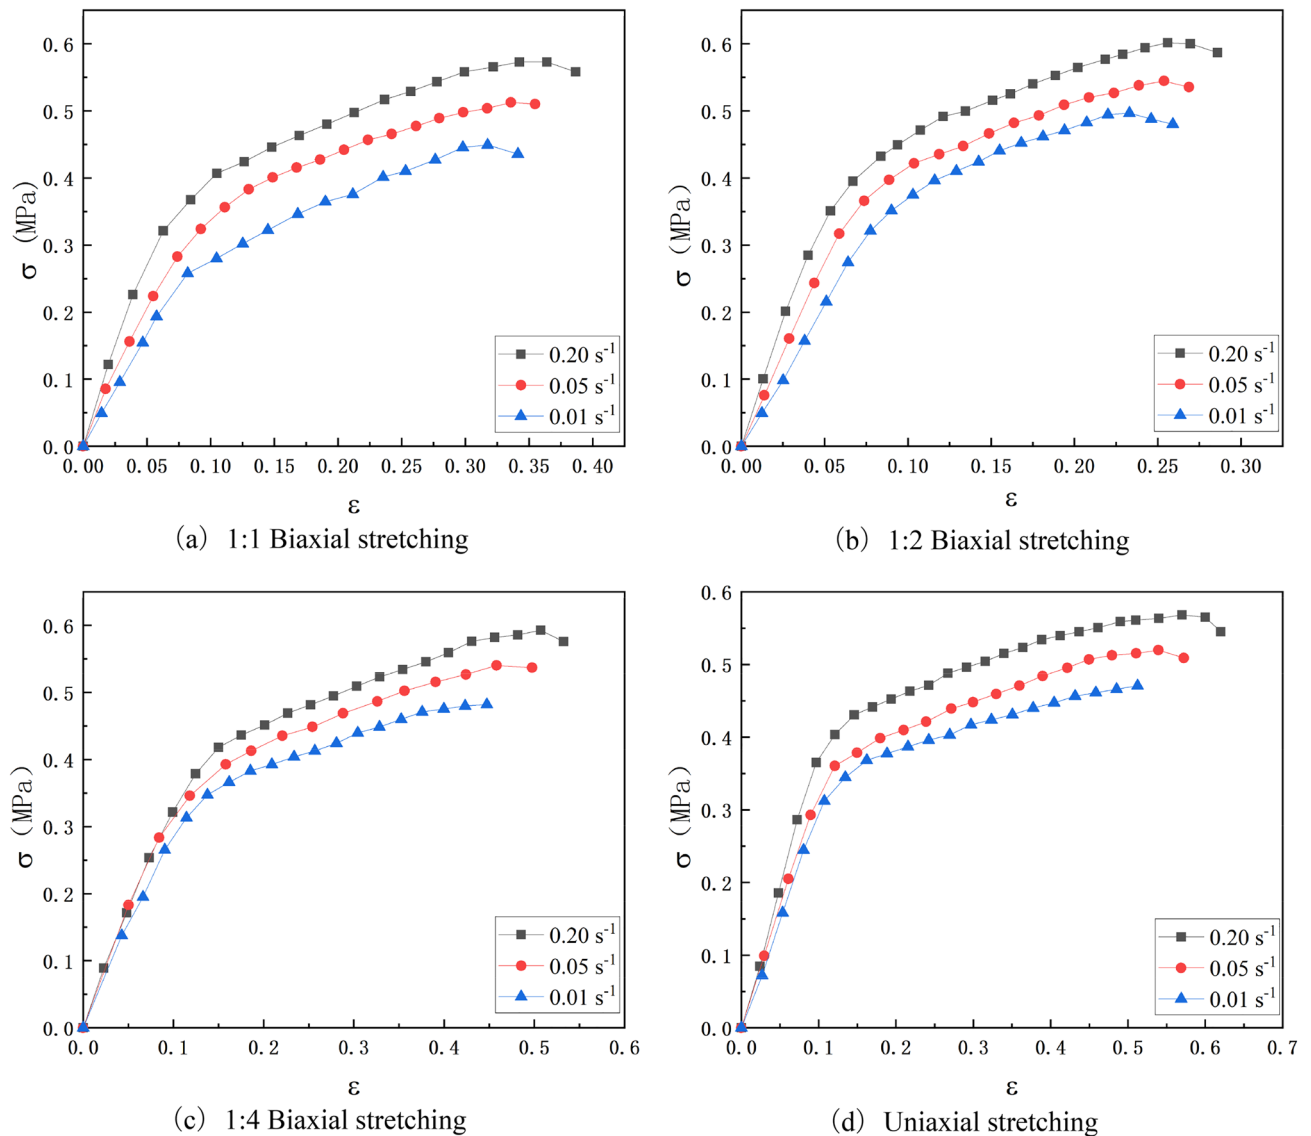 0.6
0.5
0.4
0.3
0.2
0.1
0.0
σ (MPa)
0.00 0.05 0.10 0.15 0.20 0.25 0.30 0.35 0.40
ε
0.20 s⁻¹
0.05 s⁻¹
0.01 s⁻¹
(a) 1:1 Biaxial stretching
0.6
0.5
0.4
0.3
0.2
0.1
0.0
σ (MPa)
0.00 0.05 0.10 0.15 0.20 0.25 0.30
ε
0.20 s⁻¹
0.05 s⁻¹
0.01 s⁻¹
(b) 1:2 Biaxial stretching
0.6
0.5
0.4
0.3
0.2
0.1
0.0
σ (MPa)
0.0 0.1 0.2 0.3 0.4 0.5 0.6
ε
0.20 s⁻¹
0.05 s⁻¹
0.01 s⁻¹
(c) 1:4 Biaxial stretching
0.6
0.5
0.4
0.3
0.2
0.1
0.0
σ (MPa)
0.0 0.1 0.2 0.3 0.4 0.5 0.6 0.7
ε
0.20 s⁻¹
0.05 s⁻¹
0.01 s⁻¹
(d) Uniaxial stretching